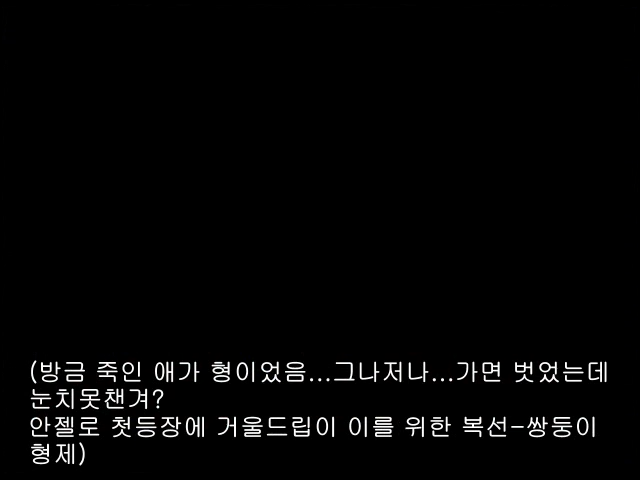 (방금 죽인 애가 형이었음...그나저나...가면 벗었는데
눈치못챈겨?
안젤로 첫등장에 거울드립이 이를 위한 복선-쌍둥이
형제)